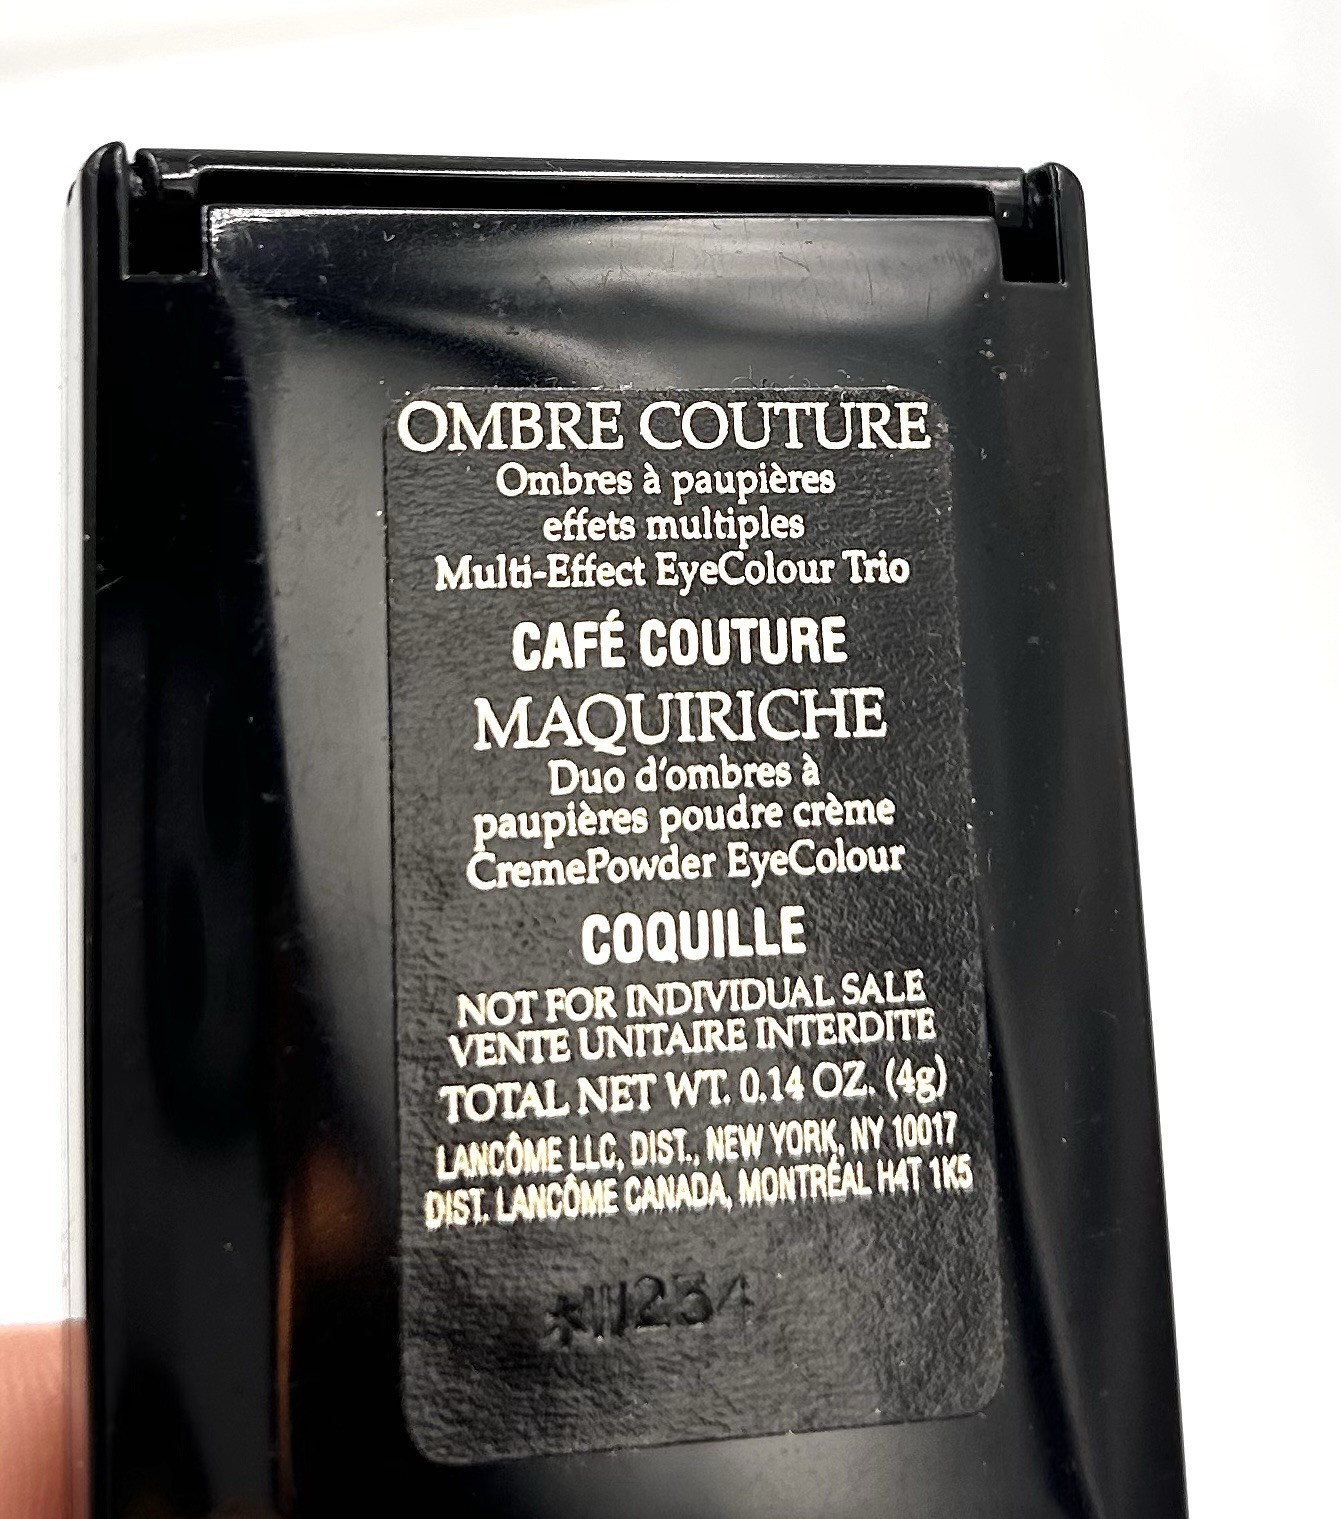 OMBRE COUTURE
Ombres à paupières
effets multiples
Multi-Effect EyeColour Trio
CAFÉ COUTURE
MAQUIRICHE
Duo d'ombres à
paupières poudre crème
CremePowder EyeColour
COQUILLE
NOT FOR INDIVIDUAL SALE
VENTE UNITAIRE INTERDITE
TOTAL NET WT. 0.14 OZ. (4g)
LANCÔME LLC, DIST., NEW YORK, NY 10017
DIST. LANCÔME CANADA, MONTRÉAL H4T 1K5